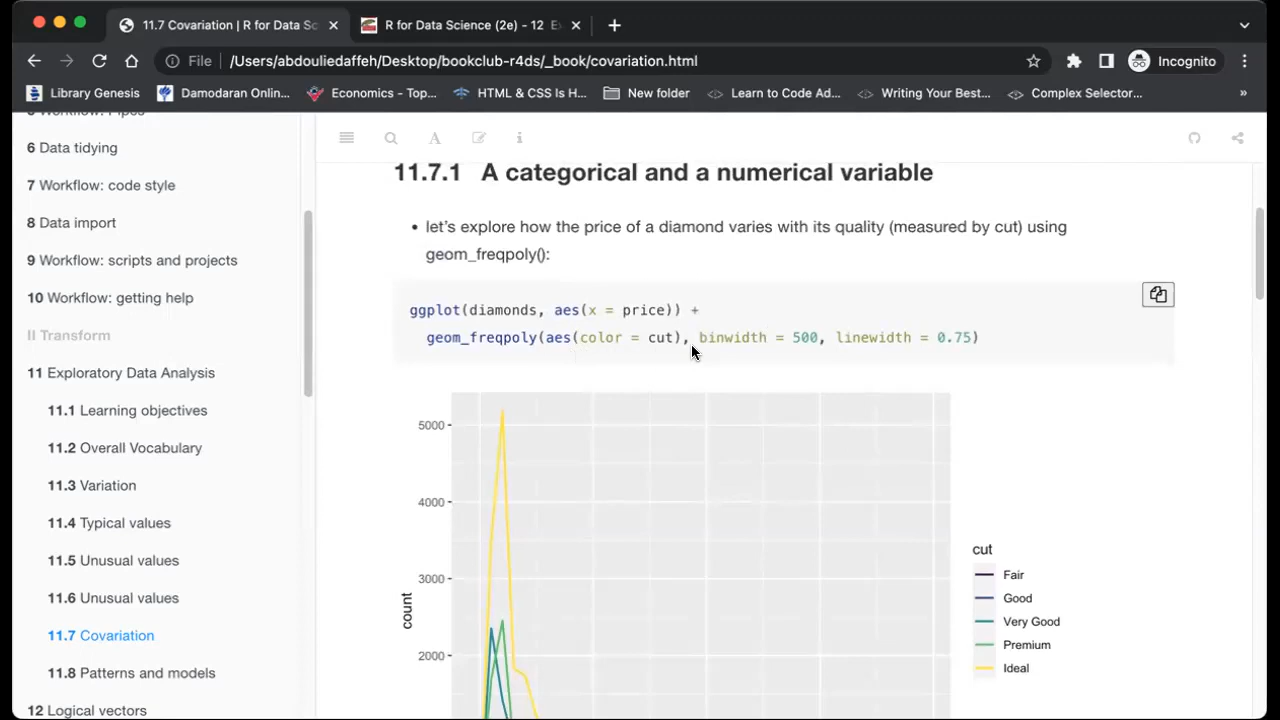 11.7 Covariation | R for Data Sc
R for Data Science (2e) - 12 E
File /Users/abdouliedaffeh/Desktop/bookclub-r4ds/_book/covariation.html
Incognito
Library Genesis
Damodaran Onlin...
Economics - Top...
HTML & CSS Is H...
New folder
Learn to Code Ad...
Writing Your Best...
Complex Selector...
»
6 Data tidying
7 Workflow: code style
8 Data import
9 Workflow: scripts and projects
10 Workflow: getting help
II Transform
11 Exploratory Data Analysis
11.1 Learning objectives
11.2 Overall Vocabulary
11.3 Variation
11.4 Typical values
11.5 Unusual values
11.6 Unusual values
11.7 Covariation
11.8 Patterns and models
12 Logical vectors
11.7.1 A categorical and a numerical variable
• let’s explore how the price of a diamond varies with its quality (measured by cut) using
geom_freqpoly():
ggplot(diamonds, aes(x = price)) +
geom_freqpoly(aes(color = cut), binwidth = 500, linewidth = 0.75)
5000
4000
3000
2000
count
cut
Fair
Good
Very Good
Premium
Ideal